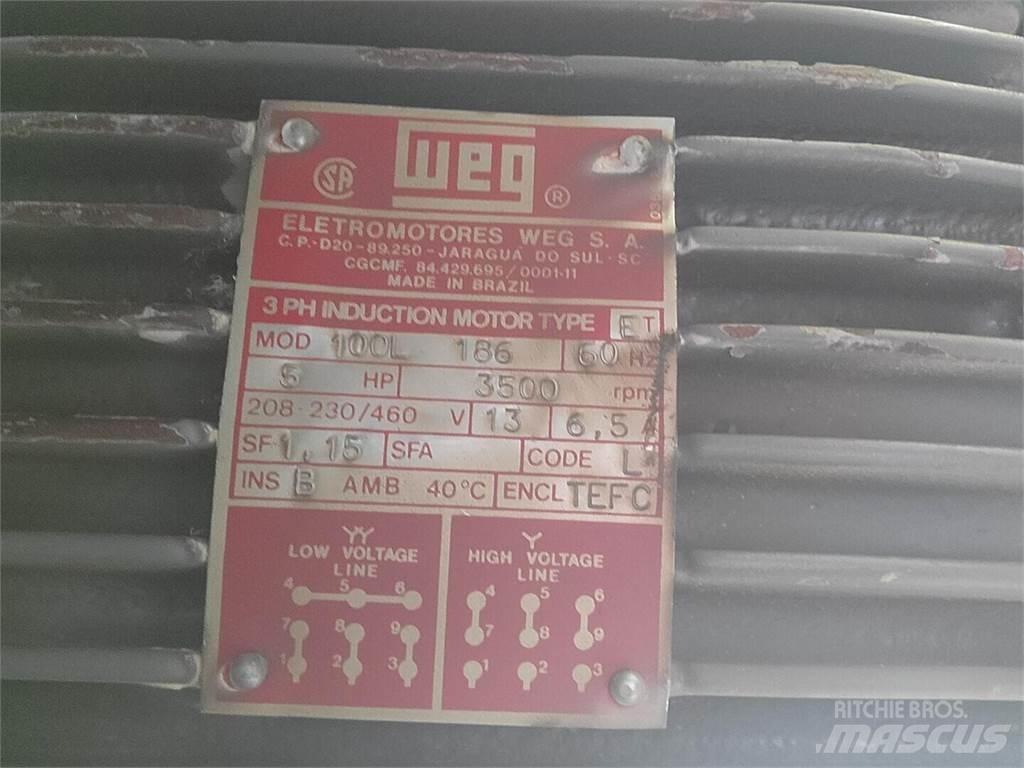 WEG ®
CSA
ELETROMOTORES WEG S. A.
C. P.-D20-89.250-JARAGUA DO SUL-SC
CGCMF. 84.429.695/0001-11
MADE IN BRAZIL
3 PH INDUCTION MOTOR TYPE ET
MOD 100L 186 60 HZ
5 HP 3500 rpm
208-230/460 V 13 6,5 A
SF 1,15 SFA CODE L
INS B AMB 40°C ENCL TEFC
YY
LOW VOLTAGE
LINE
4 5 6
7 8 9
1 2 3
Y
HIGH VOLTAGE
LINE
4 5 6
7 8 9
1 2 3
RITCHIE BROS.
MASCUS